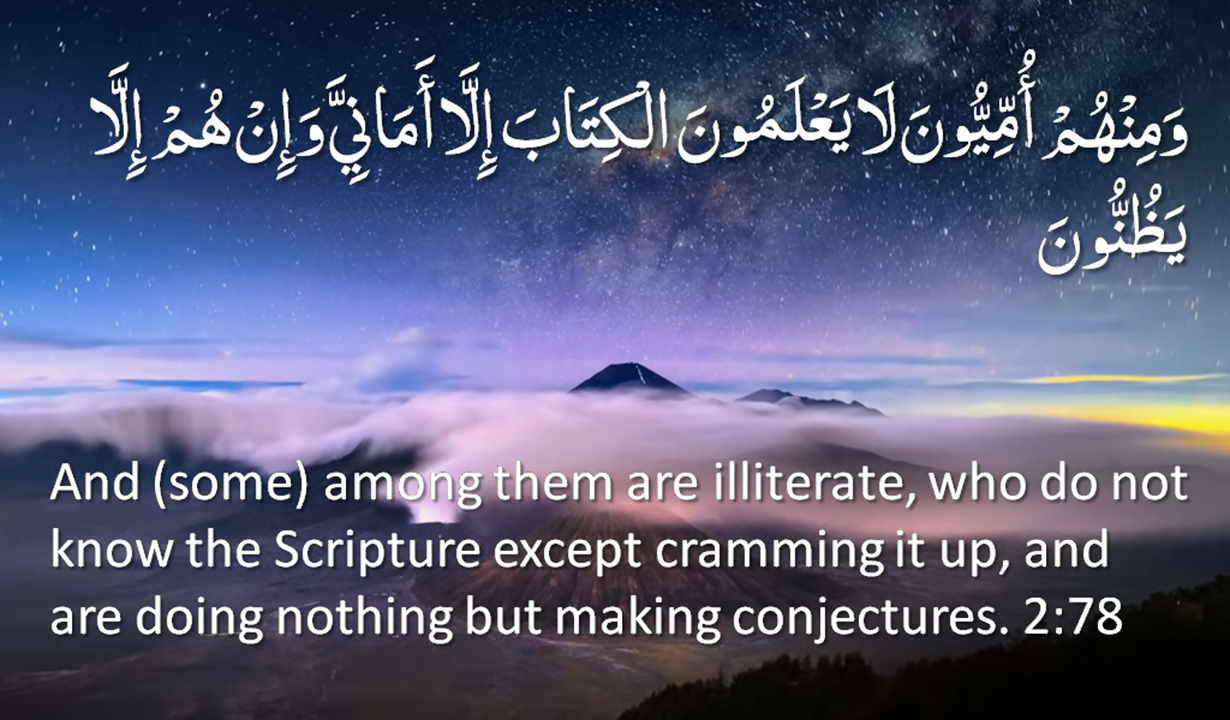 وَمِنْهُمْ أُمِّيُّونَ لَا يَعْلَمُونَ الْكِتَابَ إِلَّا أَمَانِيَّ وَإِنْ هُمْ إِلَّا
يَظُنُّونَ
And (some) among them are illiterate, who do not
know the Scripture except cramming it up, and
are doing nothing but making conjectures. 2:78